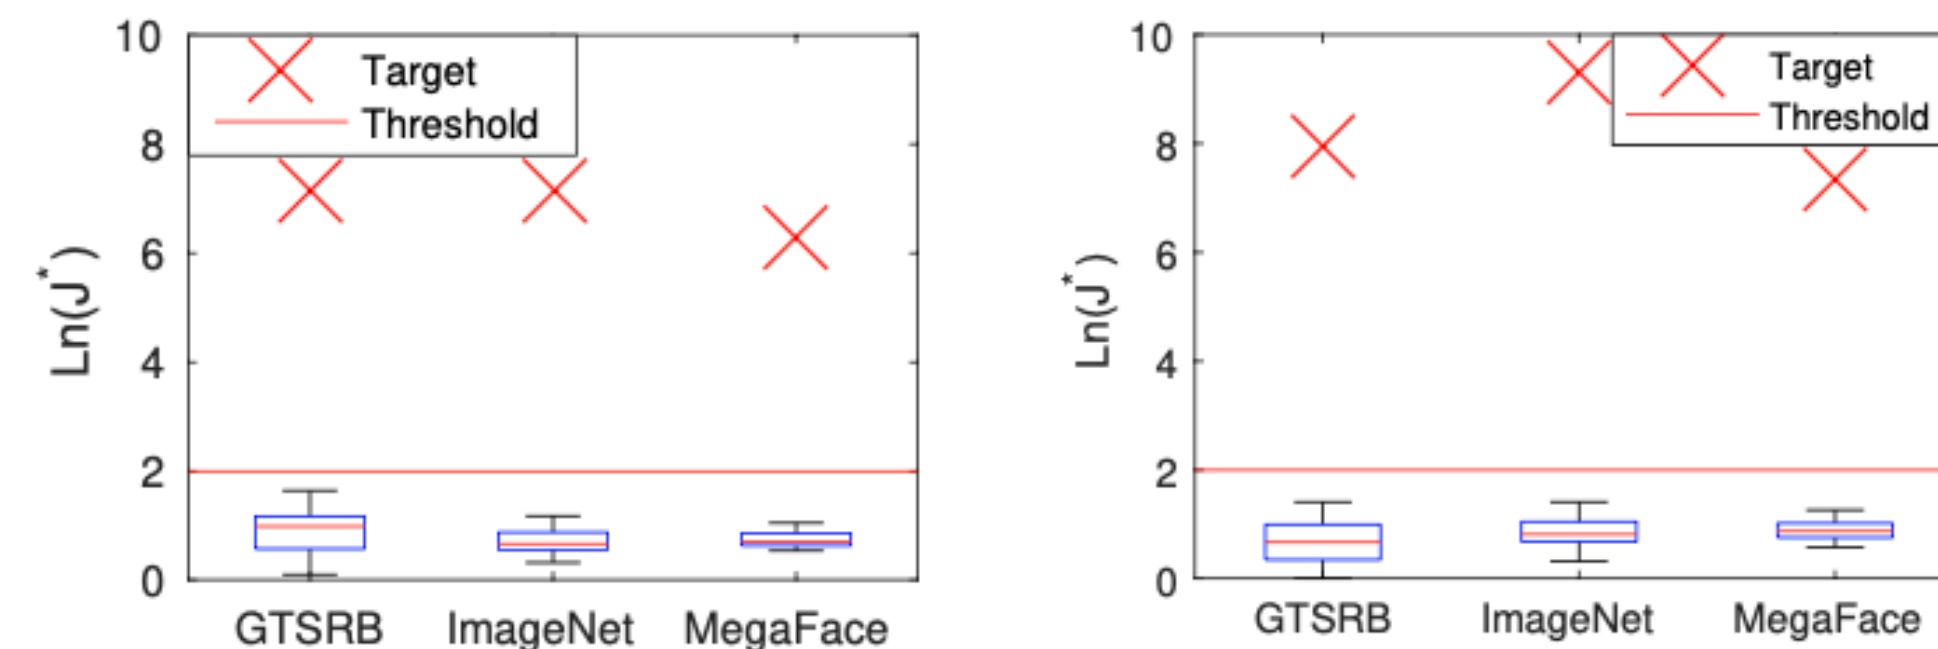 10
8
6
4
2
0
Ln(J*)
Target
Threshold
GTSRB ImageNet MegaFace
10
8
6
4
2
0
Ln(J*)
Target
Threshold
GTSRB ImageNet MegaFace